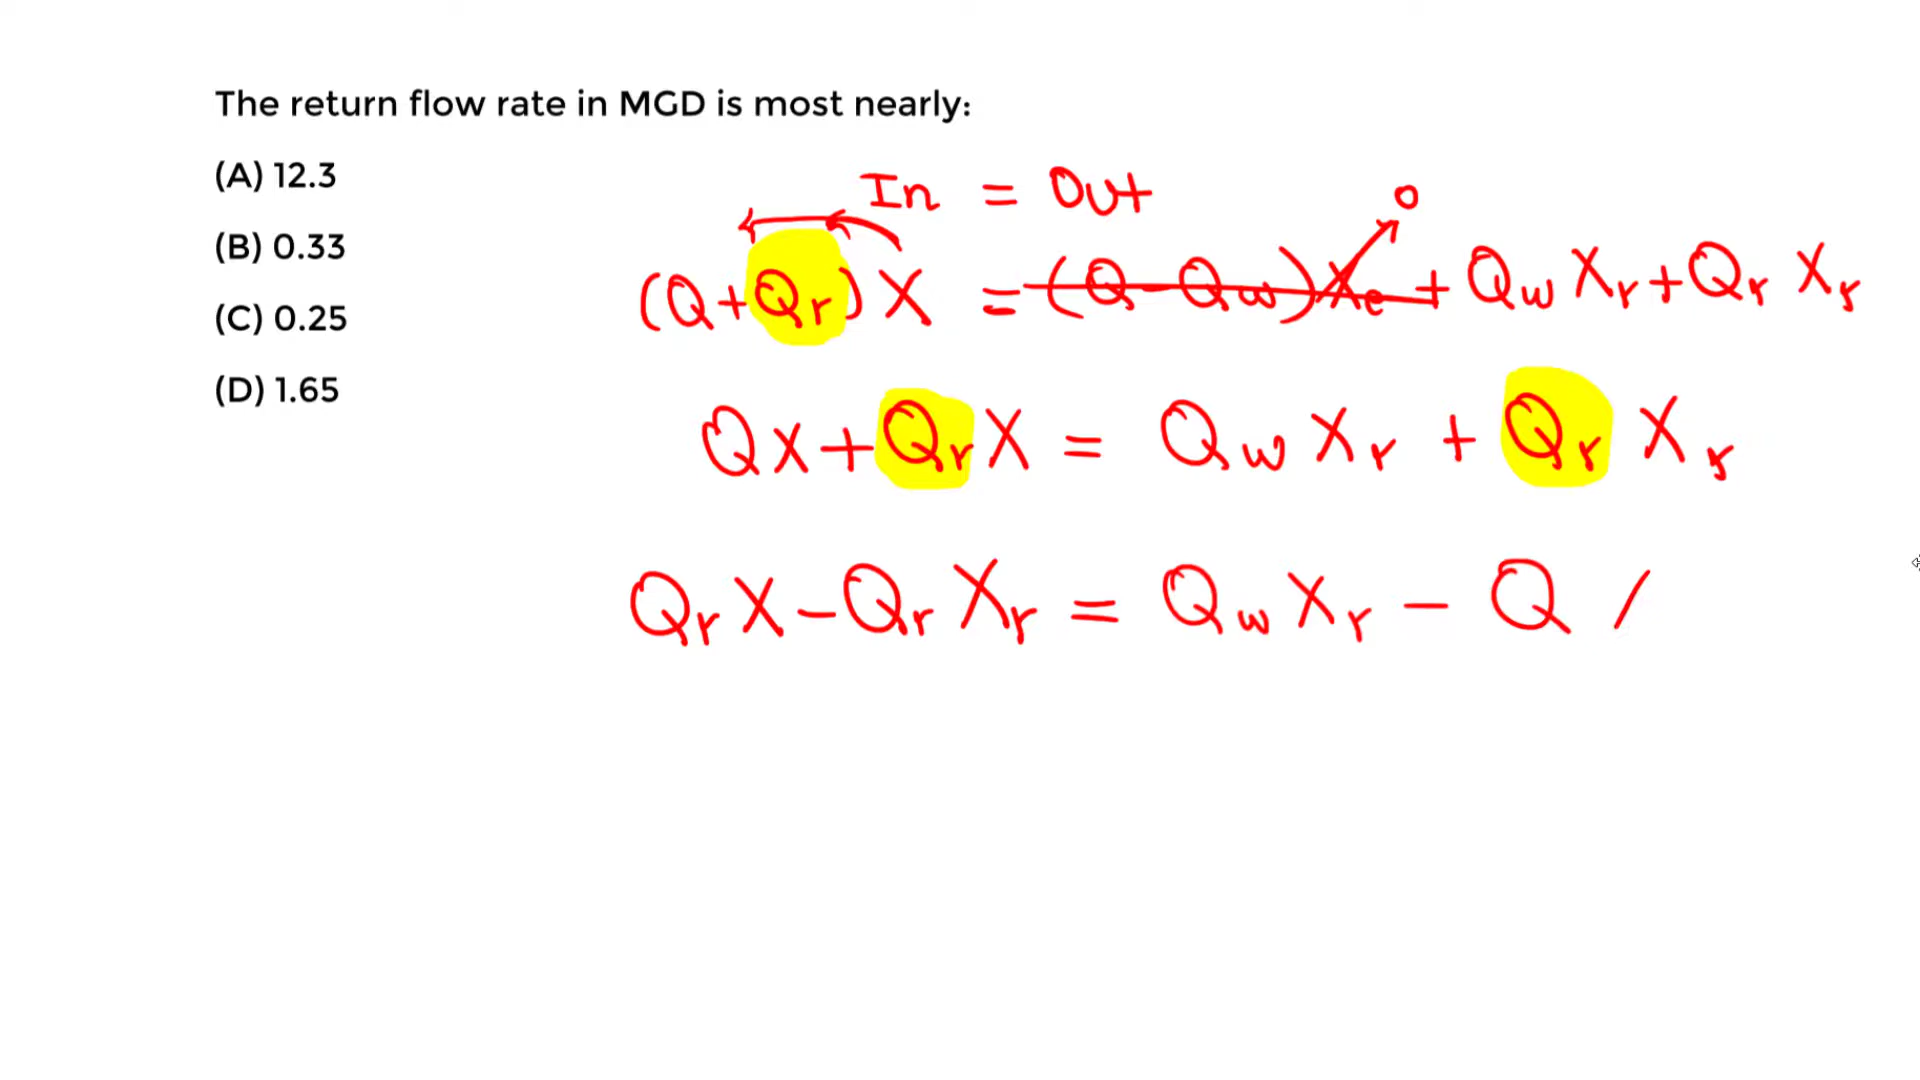 The return flow rate in MGD is most nearly:
(A) 12.3
(B) 0.33
(C) 0.25
(D) 1.65
In = Out
0
(Q+Qr)X = (Q-Qw)Xe + QwXr+QrXr
QX+QrX = QwXr + QrXr
QrX-QrXr = QwXr - Q /